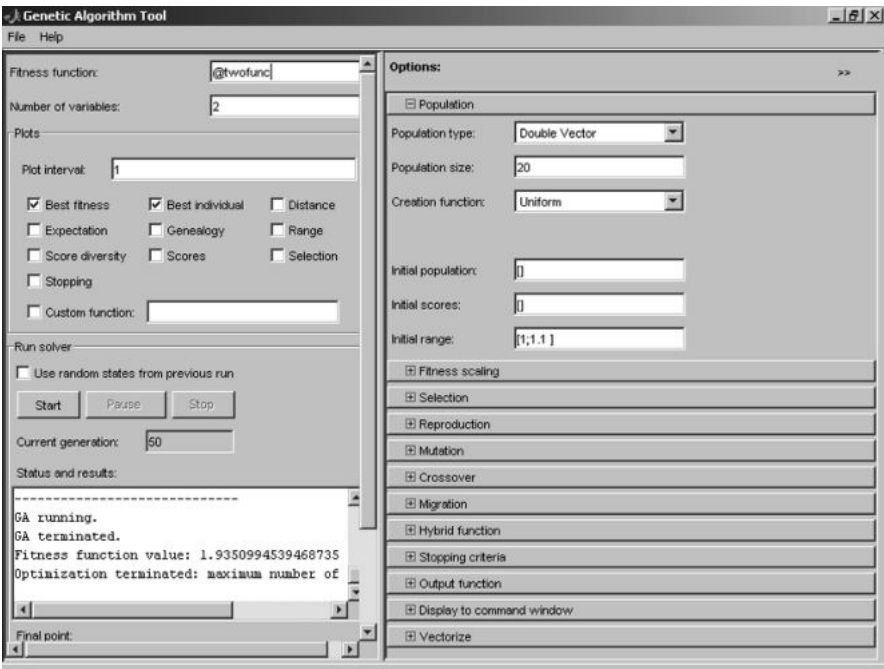 Genetic Algorithm Tool
File Help
Fitness function: @twofunc
Number of variables: 2
Plots
Plot interval: 1
Best fitness Best individual Distance
Expectation Genealogy Range
Score diversity Scores Selection
Stopping
Custom function:
Run solver
Use random states from previous run
Start Pause Stop
Current generation: 50
Status and results:
------------------------------
GA running.
GA terminated.
Fitness function value: 1.9350994539468735
Optimization terminated: maximum number of
Final point:
Options: >>
Population
Population type: Double Vector
Population size: 20
Creation function: Uniform
Initial population: []
Initial scores: []
Initial range: [1;1.1 ]
Fitness scaling
Selection
Reproduction
Mutation
Crossover
Migration
Hybrid function
Stopping criteria
Output function
Display to command window
Vectorize